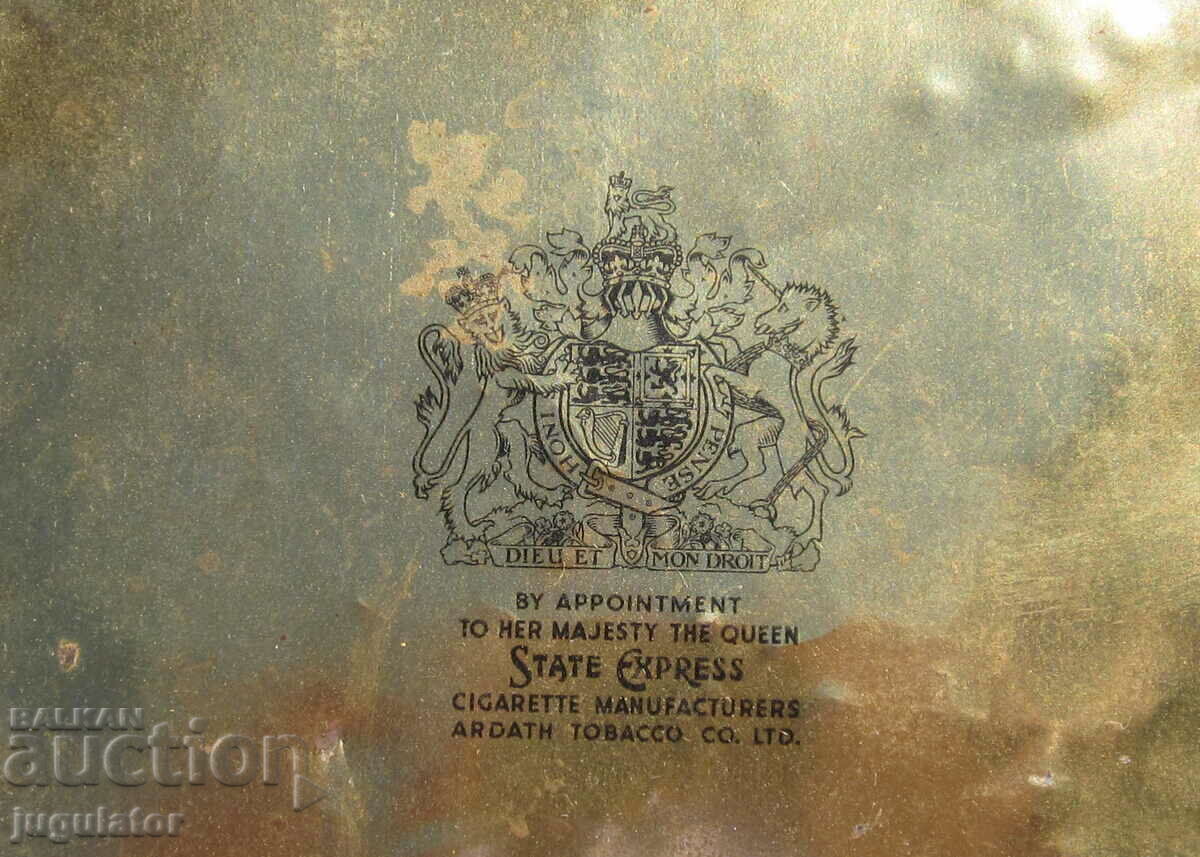 HONI
PENSE
DIEU ET MON DROIT
BY APPOINTMENT
TO HER MAJESTY THE QUEEN
STATE EXPRESS
CIGARETTE MANUFACTURERS
ARDATH TOBACCO CO. LTD.
BALKAN
auction
jugulator